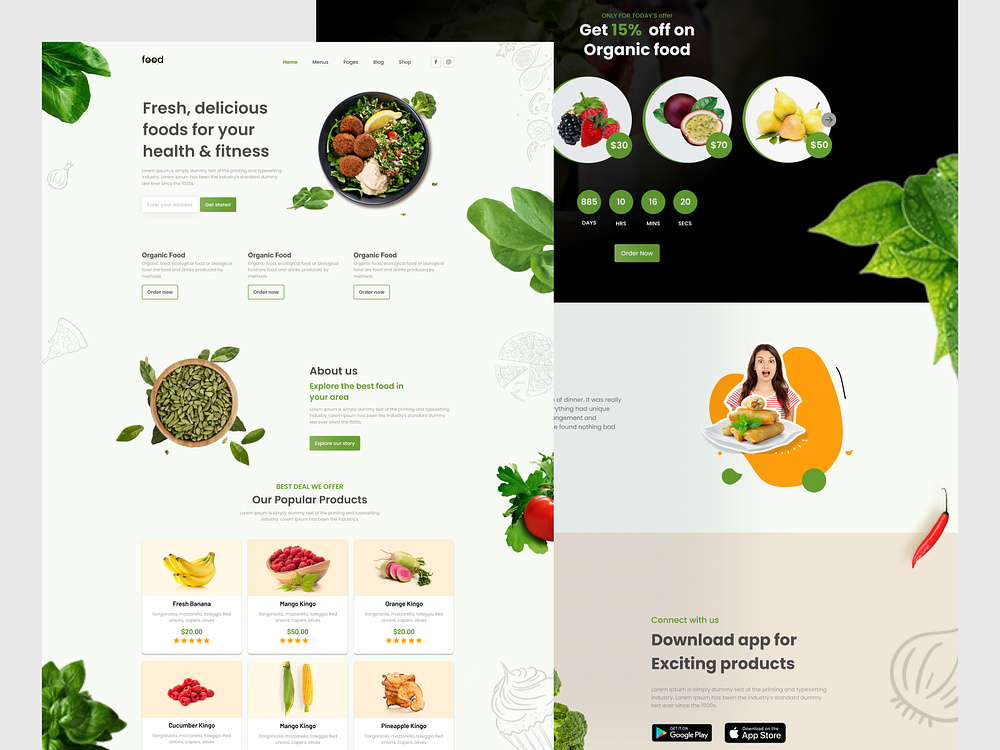 food
Home
Menus
Pages
Blog
Shop
Fresh, delicious
foods for your
health & fitness
Lorem Ipsum is simply dummy text of the printing and typesetting
industry. Lorem Ipsum has been the industry's standard dummy
text ever since the 1500s.
Enter your address
Get stored
Organic Food
Organic food, ecological food or biological
food are food and drinks produced by
methods
Order now
Organic Food
Organic food, ecological food or biological
food are food and drinks produced by
methods
Order now
Organic Food
Organic food, ecological food or biological
food are food and drinks produced by
methods
Order now
About us
Explore the best food in
your area
Lorem Ipsum is simply dummy text of the printing and typesetting
industry. Lorem Ipsum has been the industry's standard dummy
text ever since the 1500s.
Explore our story
BEST DEAL WE OFFER
Our Popular Products
Lorem Ipsum is simply dummy text of the printing and typesetting
industry. Lorem Ipsum has been the industry's
Fresh Banana
Gorgonzola, mozzarella, taleggio Red
onions, capers, olives
$20.00
Mango Kingo
Gorgonzola, mozzarella, taleggio Red
onions, capers, olives
$50.00
Orange Kingo
Gorgonzola, mozzarella, taleggio Red
onions, capers, olives
$20.00
Cucumber Kingo
Gorgonzola, mozzarella, taleggio Red
onions, capers, olives
Mango Kingo
Gorgonzola, mozzarella, taleggio Red
onions, capers, olives
Pineapple Kingo
Gorgonzola, mozzarella, taleggio Red
onions, capers, olives
ONLY FOR TODAY'S offer
Get 15% off on
Organic food
$30
$70
$50
885
10
16
20
DAYS
HRS
MINS
SECS
Order Now
of dinner. It was really
rything had unique
angement and
found nothing bad
Connect with us
Download app for
Exciting products
Lorem Ipsum is simply dummy text of the printing and typesetting
industry. Lorem Ipsum has been the industry's standard dummy
text ever since the 1500s.
GET IT ON
Google Play
Download on the
App Store